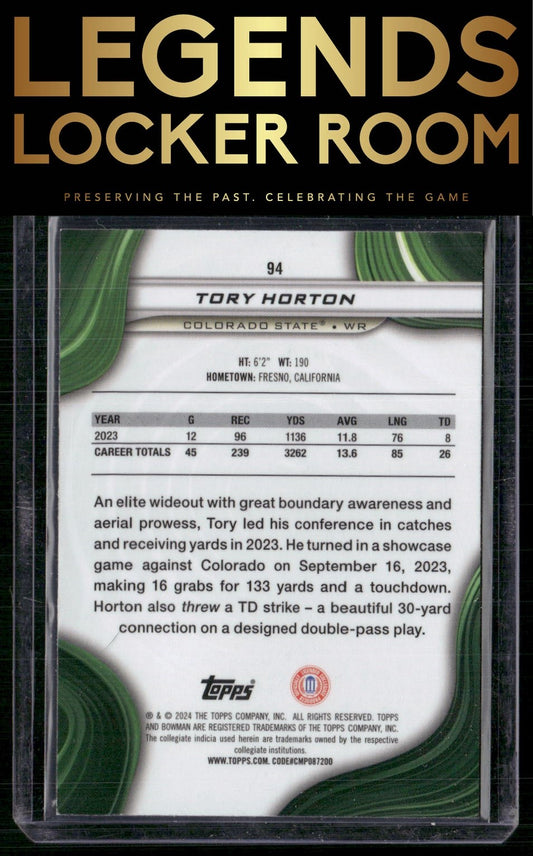 LEGENDS
LOCKER ROOM
PRESERVING THE PAST. CELEBRATING THE GAME
94
TORY HORTON
COLORADO STATE® • WR
HT: 6'2" WT: 190
HOMETOWN: FRESNO, CALIFORNIA
YEAR G REC YDS AVG LNG TD
2023 12 96 1136 11.8 76 8
CAREER TOTALS 45 239 3262 13.6 85 26
An elite wideout with great boundary awareness and
aerial prowess, Tory led his conference in catches
and receiving yards in 2023. He turned in a showcase
game against Colorado on September 16, 2023,
making 16 grabs for 133 yards and a touchdown.
Horton also threw a TD strike – a beautiful 30-yard
connection on a designed double-pass play.
topps
® & © 2024 THE TOPPS COMPANY, INC. ALL RIGHTS RESERVED. TOPPS
AND BOWMAN ARE REGISTERED TRADEMARKS OF THE TOPPS COMPANY, INC.
The collegiate indicia used herein are trademarks owned by the respective
collegiate institutions.
WWW.TOPPS.COM. CODE#CMP087200